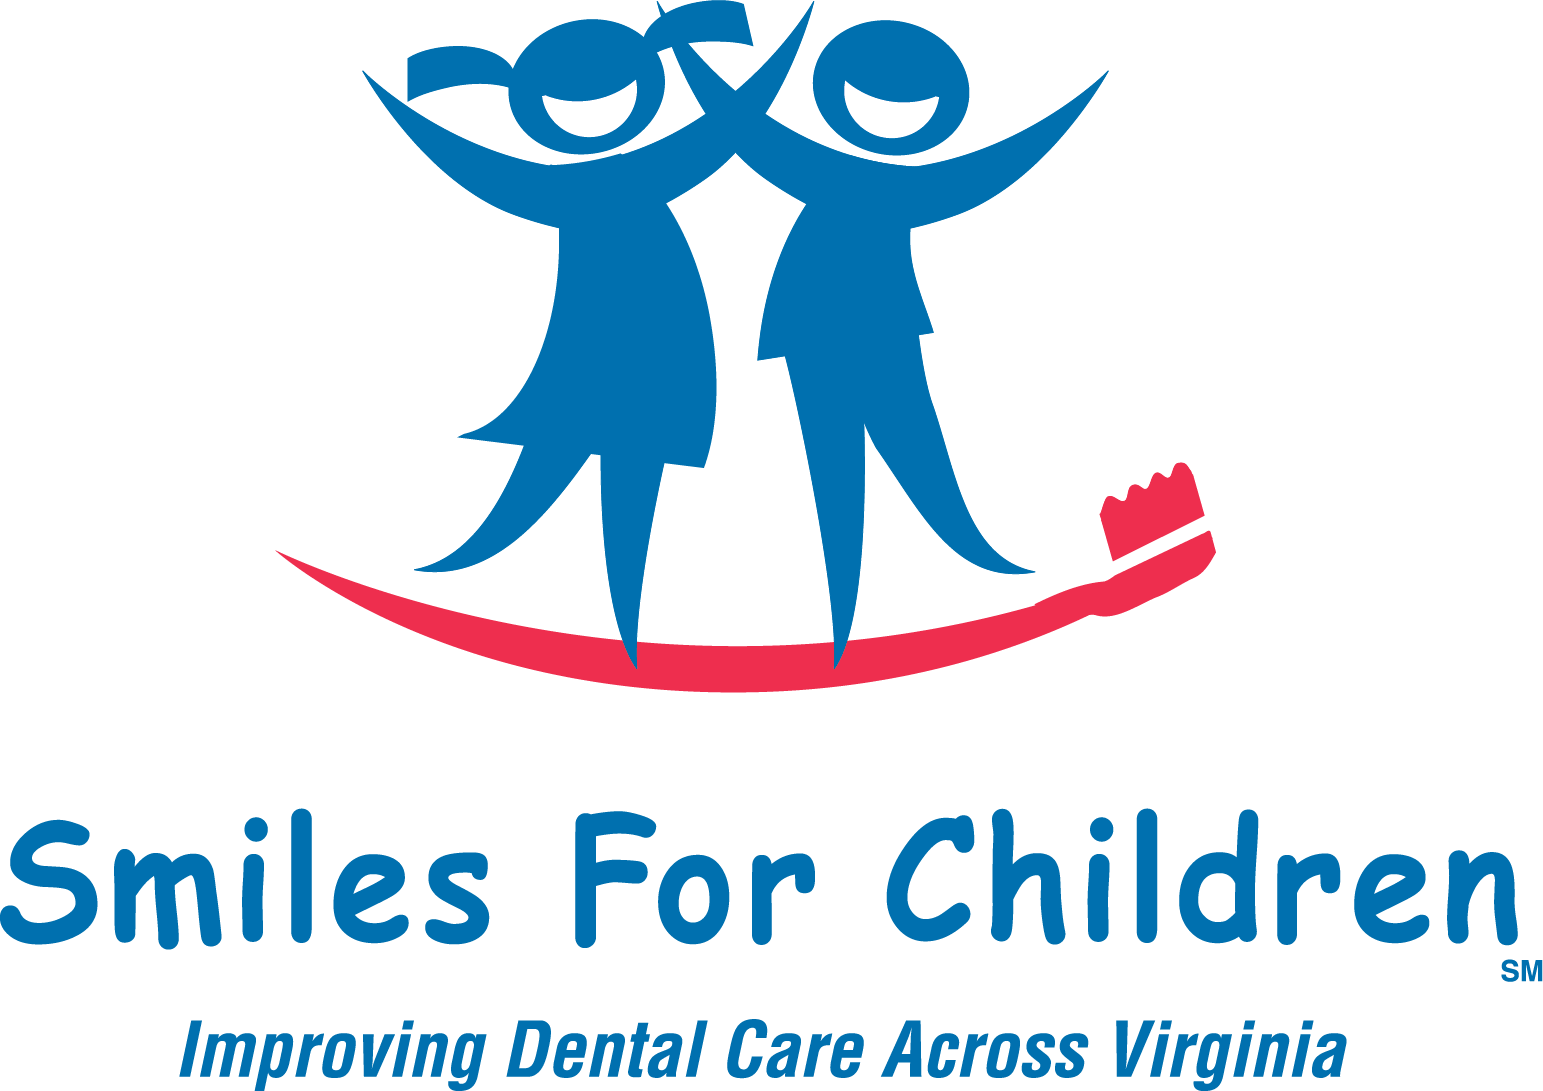 Smiles For Children
SM
Improving Dental Care Across Virginia